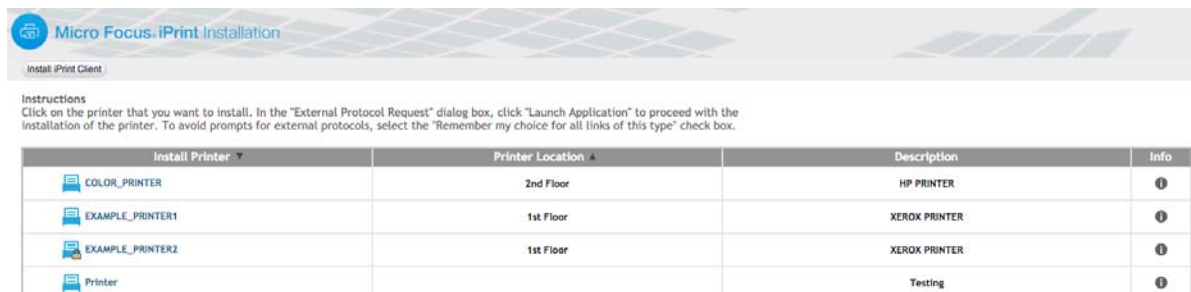 Micro Focus® iPrint Installation
Install iPrint Client
Instructions
Click on the printer that you want to install. In the "External Protocol Request" dialog box, click "Launch Application" to proceed with the
installation of the printer. To avoid prompts for external protocols, select the "Remember my choice for all links of this type" check box.
Install Printer ▼ Printer Location ▲ Description Info
COLOR_PRINTER 2nd Floor HP PRINTER
EXAMPLE_PRINTER1 1st Floor XEROX PRINTER
EXAMPLE_PRINTER2 1st Floor XEROX PRINTER
Printer Testing